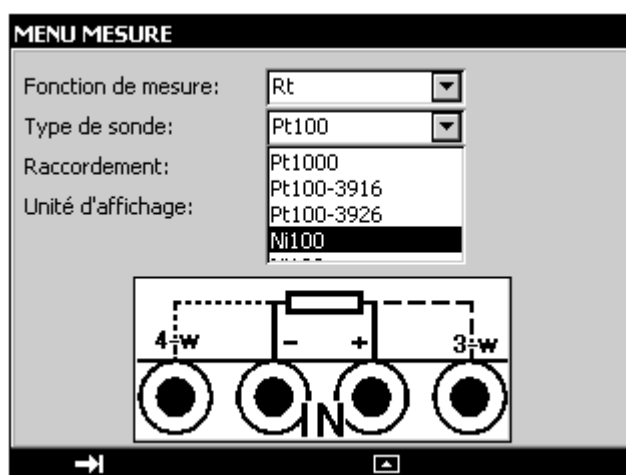 MENU MESURE
Fonction de mesure: Rt
Type de sonde: Pt100
Raccordement: Pt1000
Pt100-3916
Unité d'affichage: Pt100-3926
Ni100
4-w - + 3-w
IN